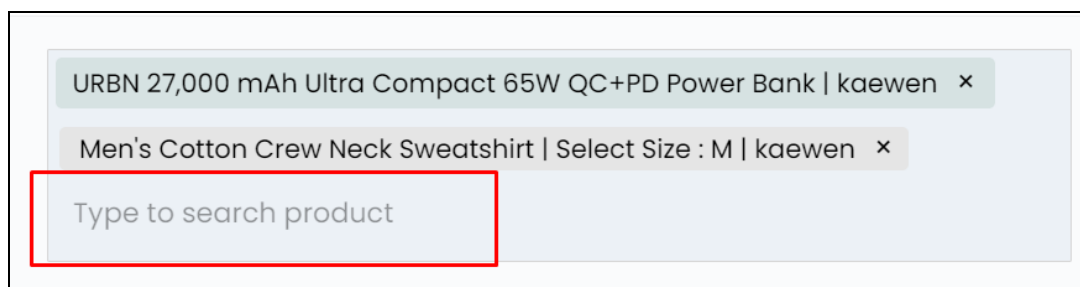 URBN 27,000 mAh Ultra Compact 65W QC+PD Power Bank | kaewen ×
Men's Cotton Crew Neck Sweatshirt | Select Size : M | kaewen ×
Type to search product